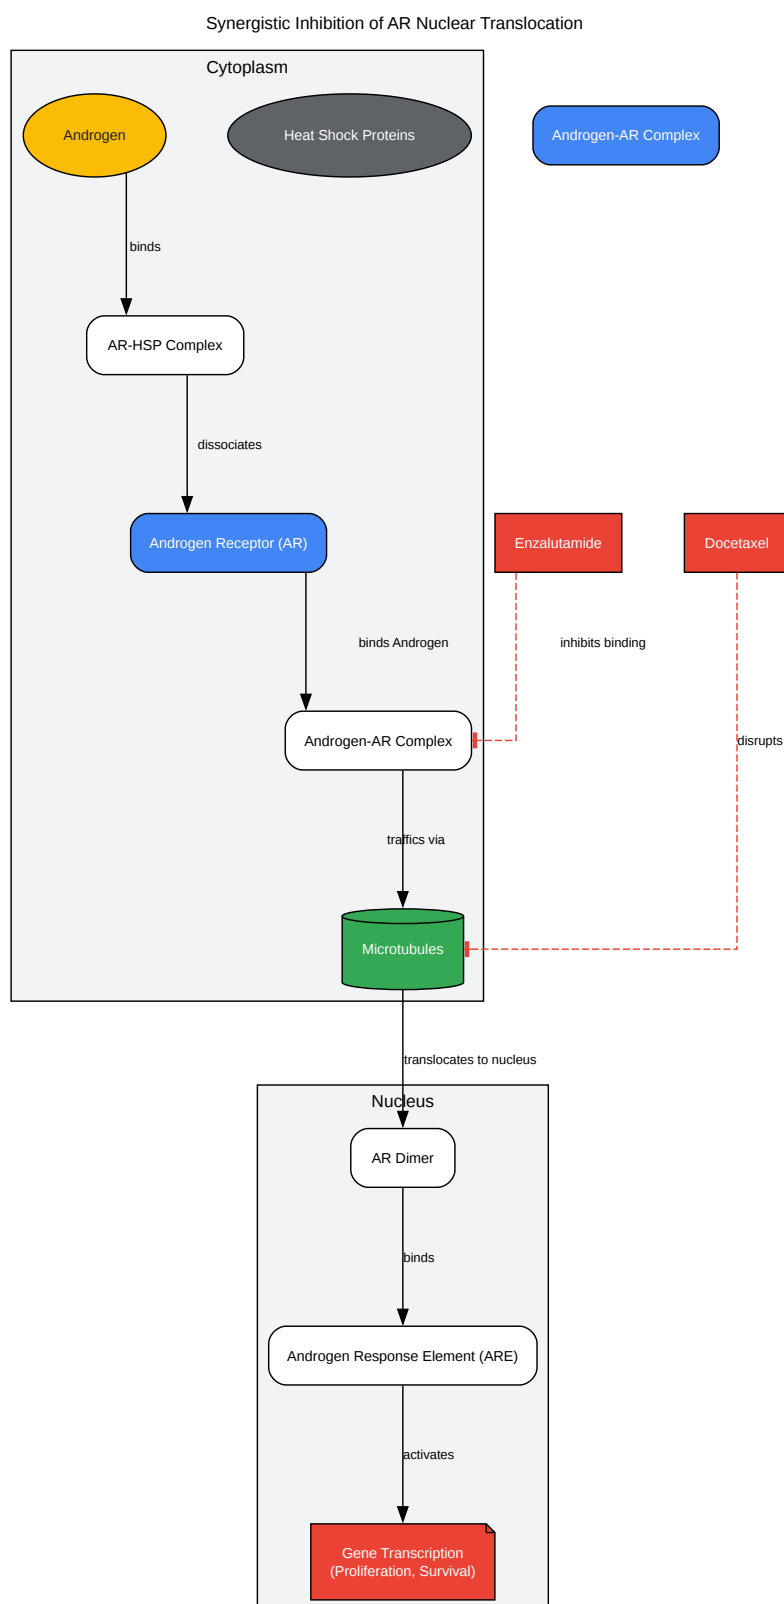 Synergistic Inhibition of AR Nuclear Translocation
Cytoplasm
Androgen
Heat Shock Proteins
Androgen-AR Complex
binds
AR-HSP Complex
dissociates
Androgen Receptor (AR)
Enzalutamide
Docetaxel
binds Androgen
inhibits binding
Androgen-AR Complex
disrupts
traffics via
Microtubules
translocates to nucleus
Nucleus
AR Dimer
binds
Androgen Response Element (ARE)
activates
Gene Transcription
(Proliferation, Survival)